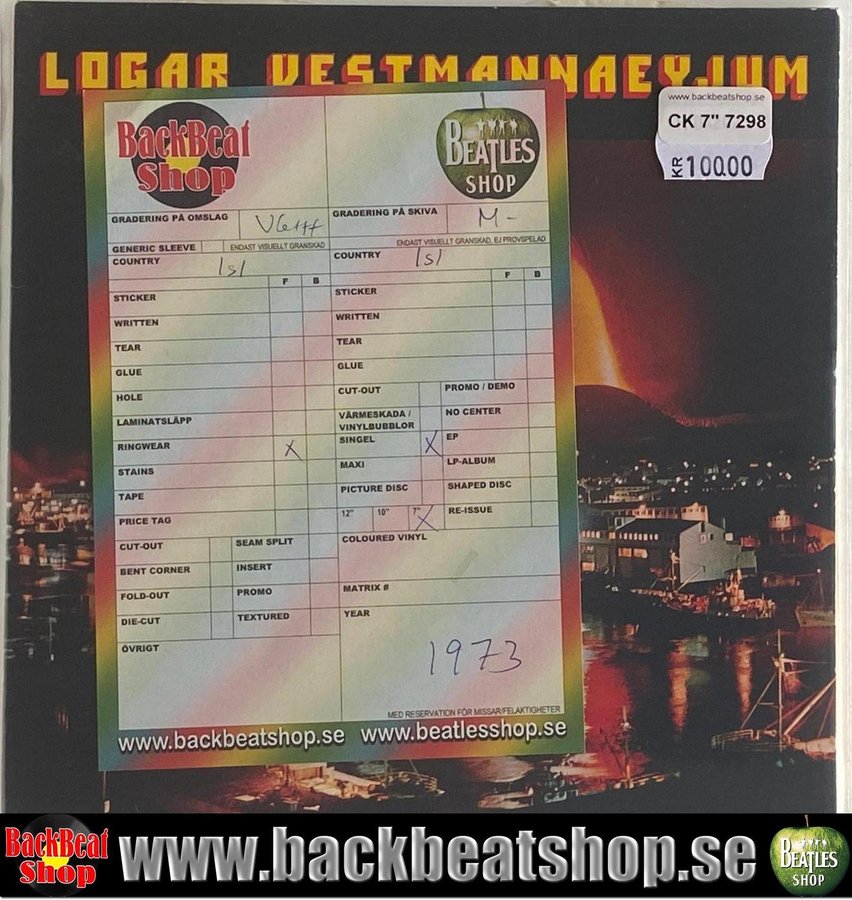 LOGAR VESTMANNAEYJUM
www.backbeatshop.se
CK 7" 7298
KR 100.00
BackBeat Shop
BEATLES SHOP
GRADERING PÅ OMSLAG
GRADERING PÅ SKIVA M-
GENERIC SLEEVE ENDAST VISUELLT GRANSKAD
ENDAST VISUELLT GRANSKAD, EJ PROVSPELAD
COUNTRY Isl
COUNTRY Isl
F B
F B
STICKER
WRITTEN
TEAR
GLUE
HOLE
LAMINATSLÄPP
RINGWEAR X
STAINS
TAPE
PRICE TAG
CUT-OUT SEAM SPLIT
BENT CORNER INSERT
FOLD-OUT PROMO
DIE-CUT TEXTURED
ÖVRIGT
STICKER
WRITTEN
TEAR
GLUE
CUT-OUT PROMO / DEMO
VÄRMESKADA / VINYLBUBBLOR NO CENTER
SINGEL X EP
MAXI LP-ALBUM
PICTURE DISC SHAPED DISC
12" 10" 7" X RE-ISSUE
COLOURED VINYL
MATRIX #
YEAR
1973
MED RESERVATION FÖR MISSAR/FELAKTIGHETER
www.backbeatshop.se www.beatlesshop.se
BackBeat Shop www.backbeatshop.se BEATLES SHOP